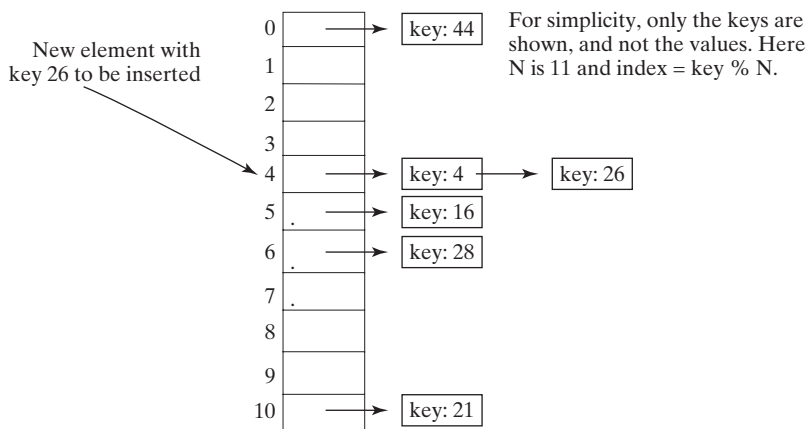 For simplicity, only the keys are
shown, and not the values. Here
N is 11 and index = key % N.
New element with
key 26 to be inserted
0 key: 44
1
2
3
4 key: 4 key: 26
5 . key: 16
6 . key: 28
7 .
8
9
10 key: 21